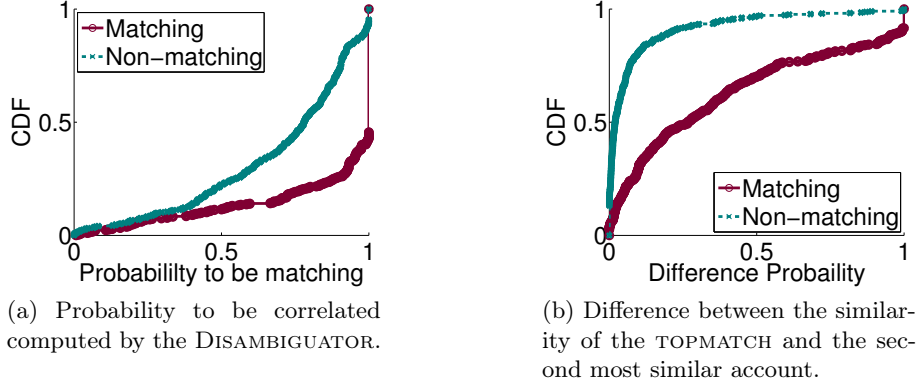 1
Matching
Non−matching
CDF
0.5
0
0
0.5
1
Probabililty to be matching
(a) Probability to be correlated
computed by the DISAMBIGUATOR.
1
CDF
0.5
Matching
Non−matching
0
0
0.5
1
Difference Probaility
(b) Difference between the similar-
ity of the TOPMATCH and the sec-
ond most similar account.